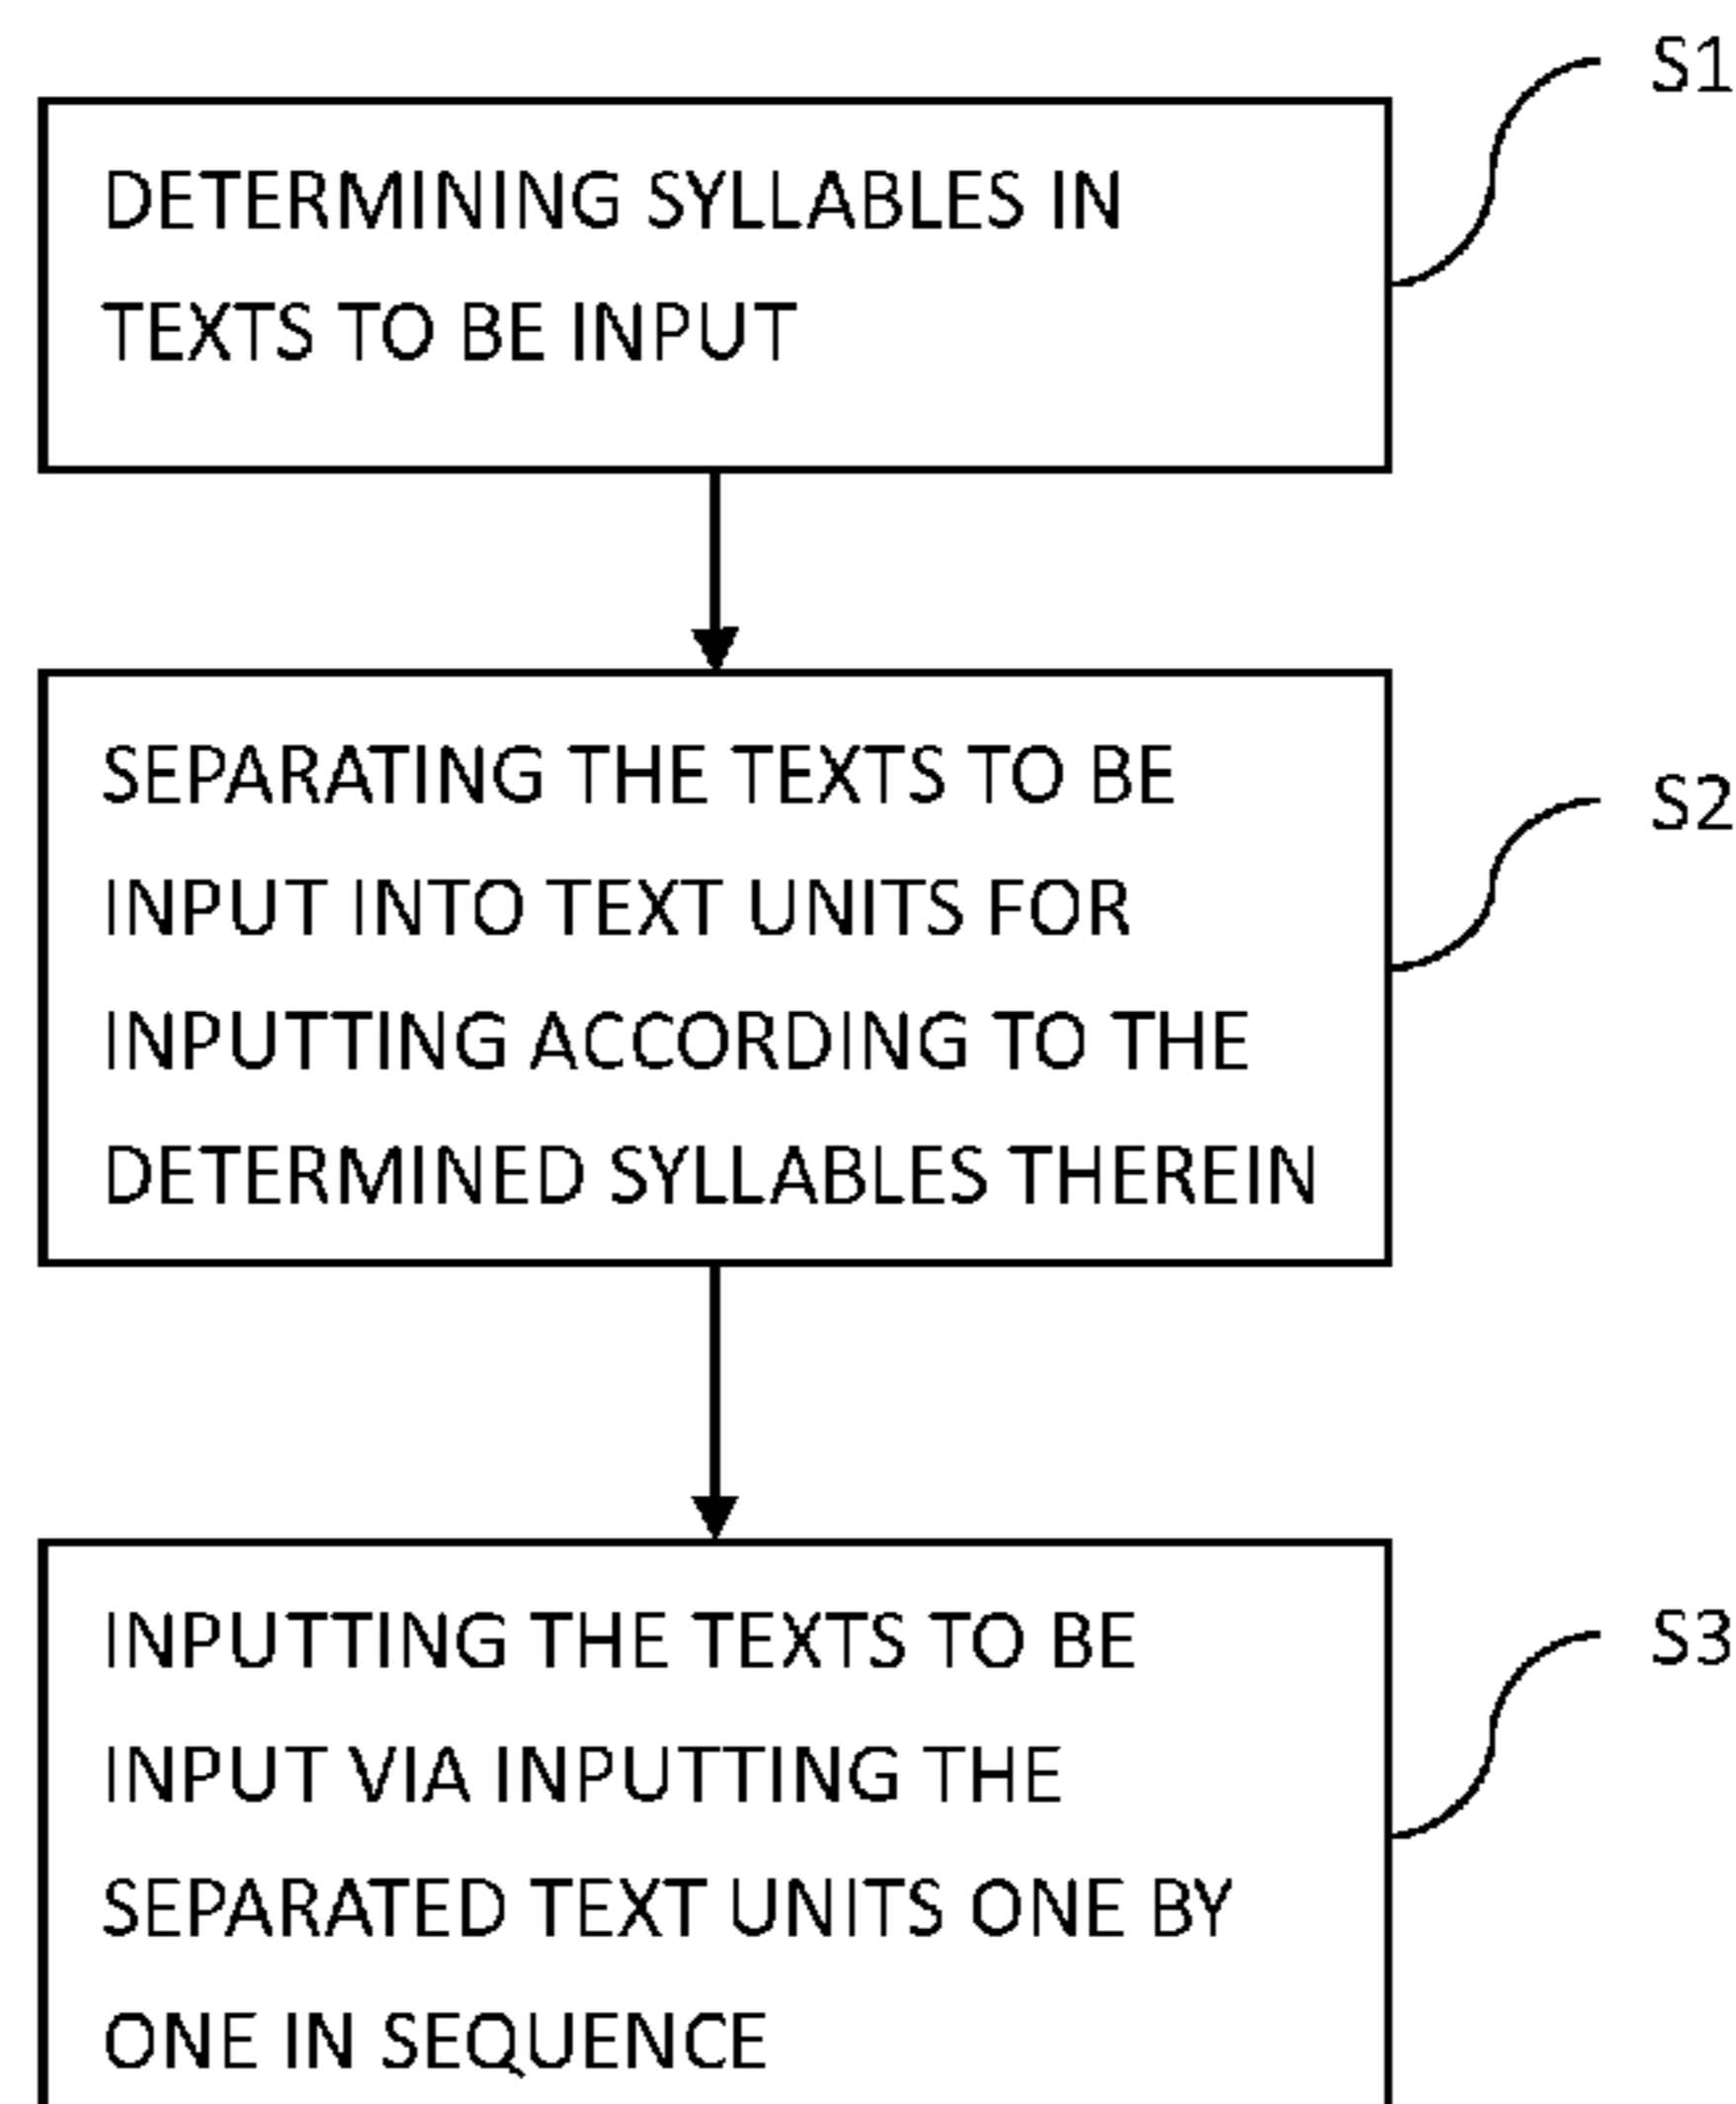 S1
DETERMINING SYLLABLES IN
TEXTS TO BE INPUT
SEPARATING THE TEXTS TO BE
S2
INPUT INTO TEXT UNITS FOR
INPUTTING ACCORDING TO THE
DETERMINED SYLLABLES THEREIN
INPUTTING THE TEXTS TO BE
S3
INPUT VIA INPUTTING THE
SEPARATED TEXT UNITS ONE BY
ONE IN SEQUENCE